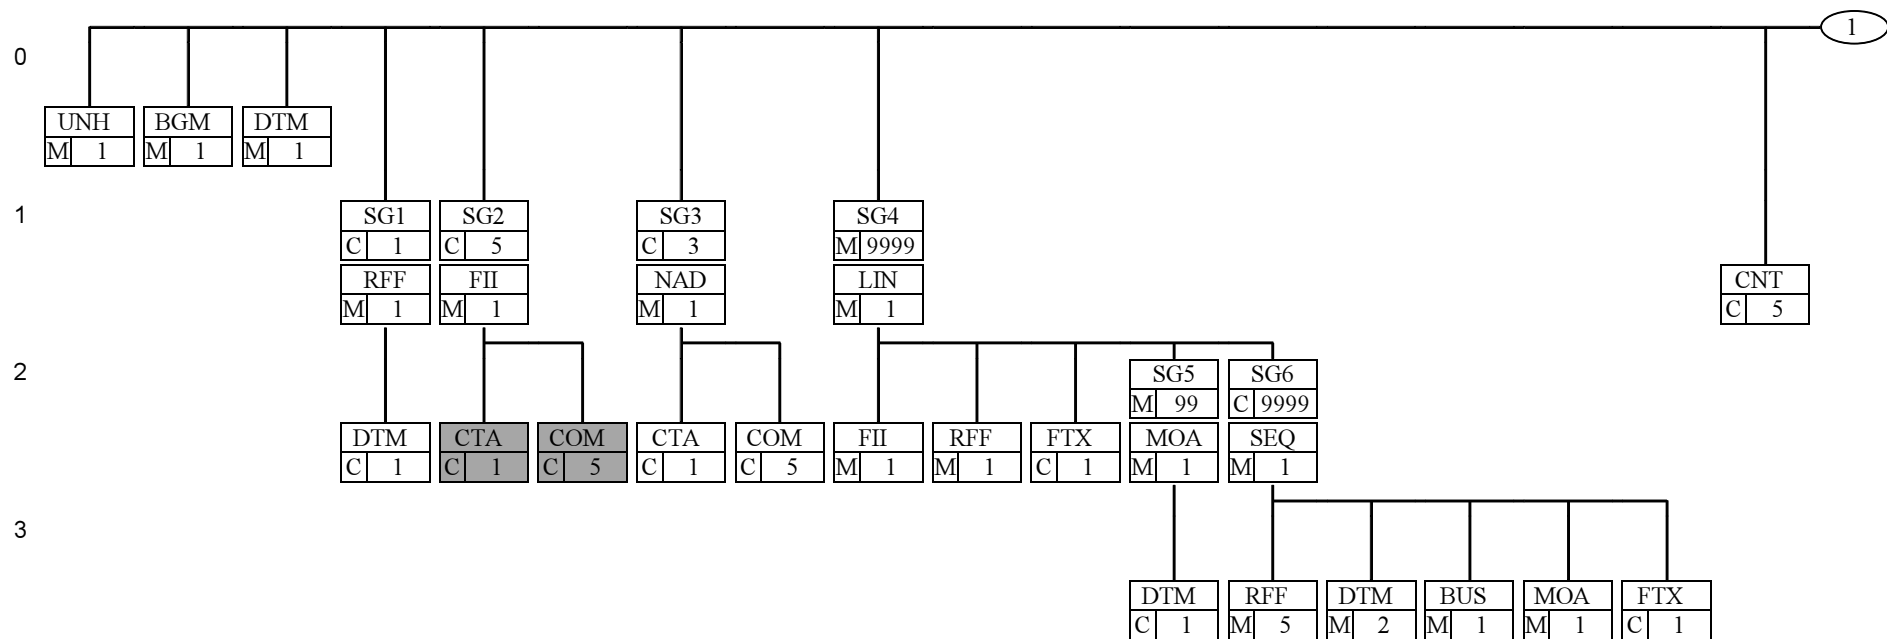 1
0
UNH BGM DTM
M 1 M 1 M 1
1
SG1 SG2 SG3 SG4
C 1 C 5 C 3 M 9999
RFF FII NAD LIN CNT
M 1 M 1 M 1 M 1 C 5
2
SG5 SG6
M 99 C 9999
DTM CTA COM CTA COM FII RFF FTX MOA SEQ
C 1 C 1 C 5 C 1 C 5 M 1 M 1 C 1 M 1 M 1
3
DTM RFF DTM BUS MOA FTX
C 1 M 5 M 2 M 1 M 1 C 1